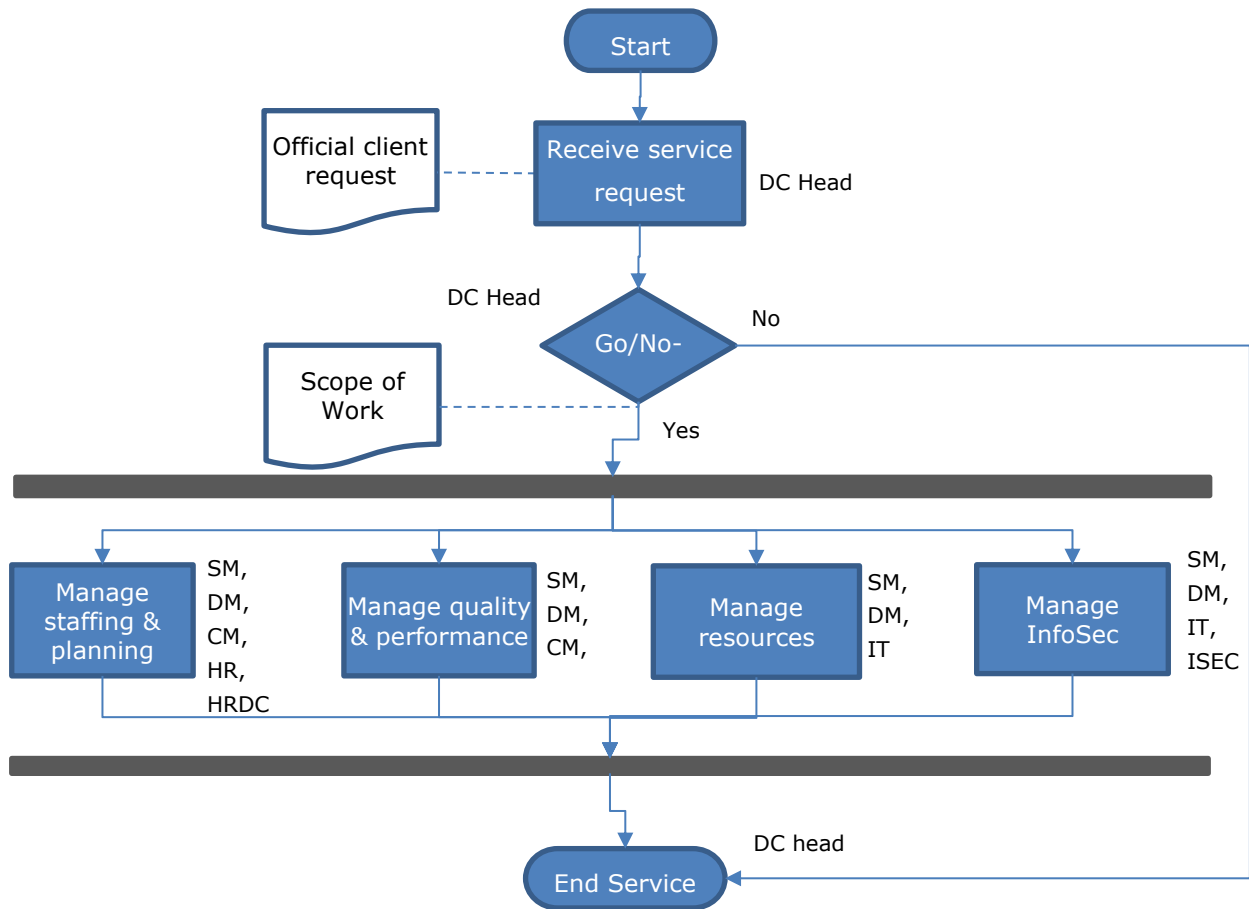 Start
Official client
request
Receive service
request
DC Head
DC Head
Go/No-
No
Scope of
Work
Yes
Manage
staffing &
planning
SM,
DM,
CM,
HR,
HRDC
Manage quality
& performance
SM,
DM,
CM,
Manage
resources
SM,
DM,
IT
Manage
InfoSec
SM,
DM,
IT,
ISEC
DC head
End Service